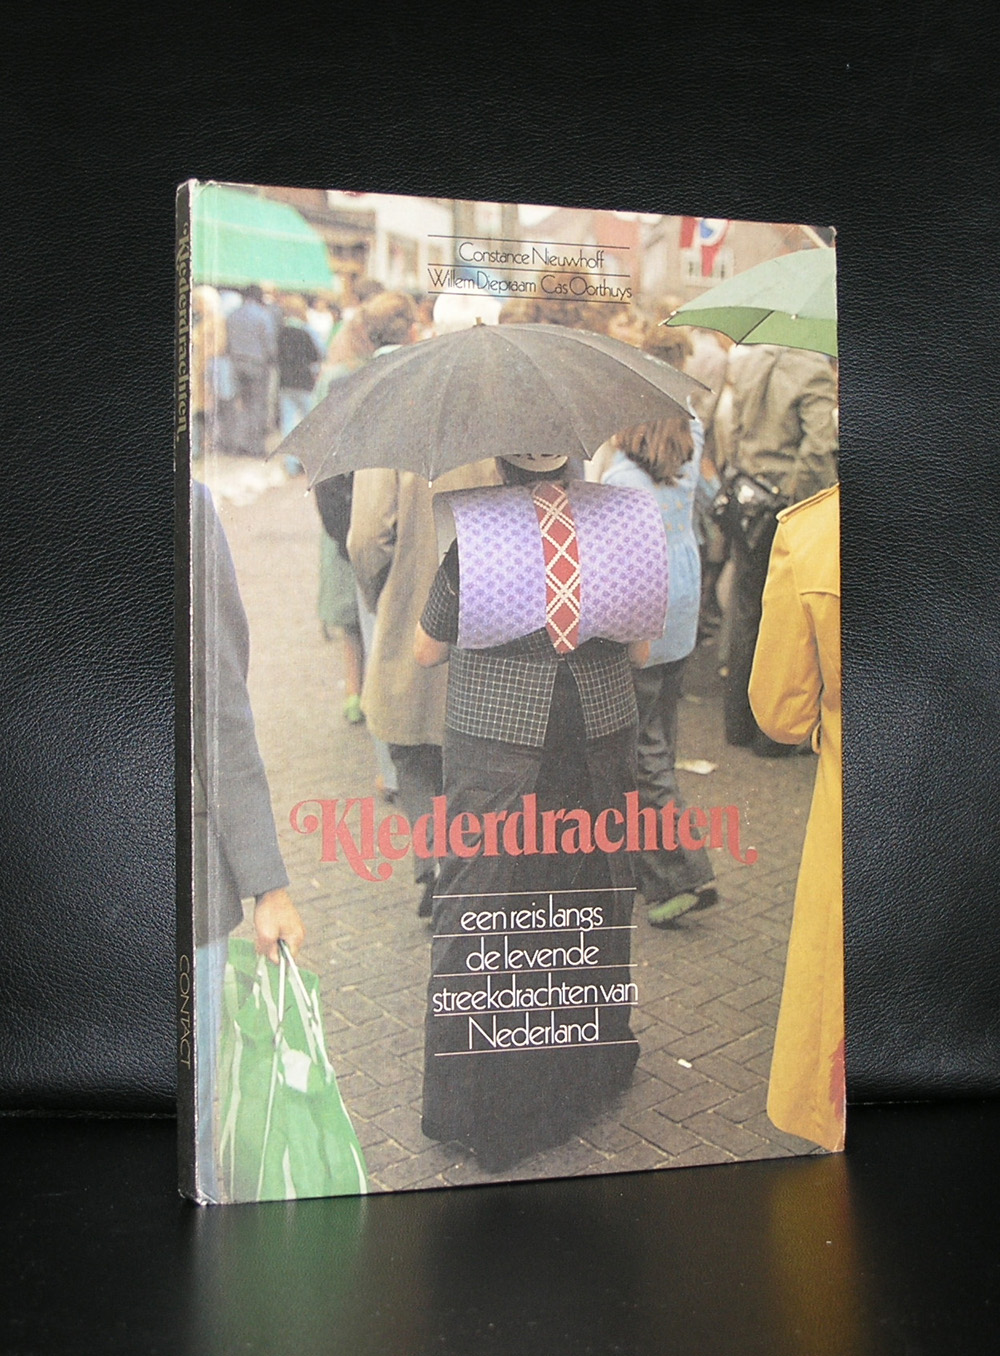 Constance Nieuwhoff
Willem Diepraam Cas Oorthuys
Klederdrachten
een reis langs
de levende
streekdrachten van
Nederland
Klederdrachten.
CONTACT